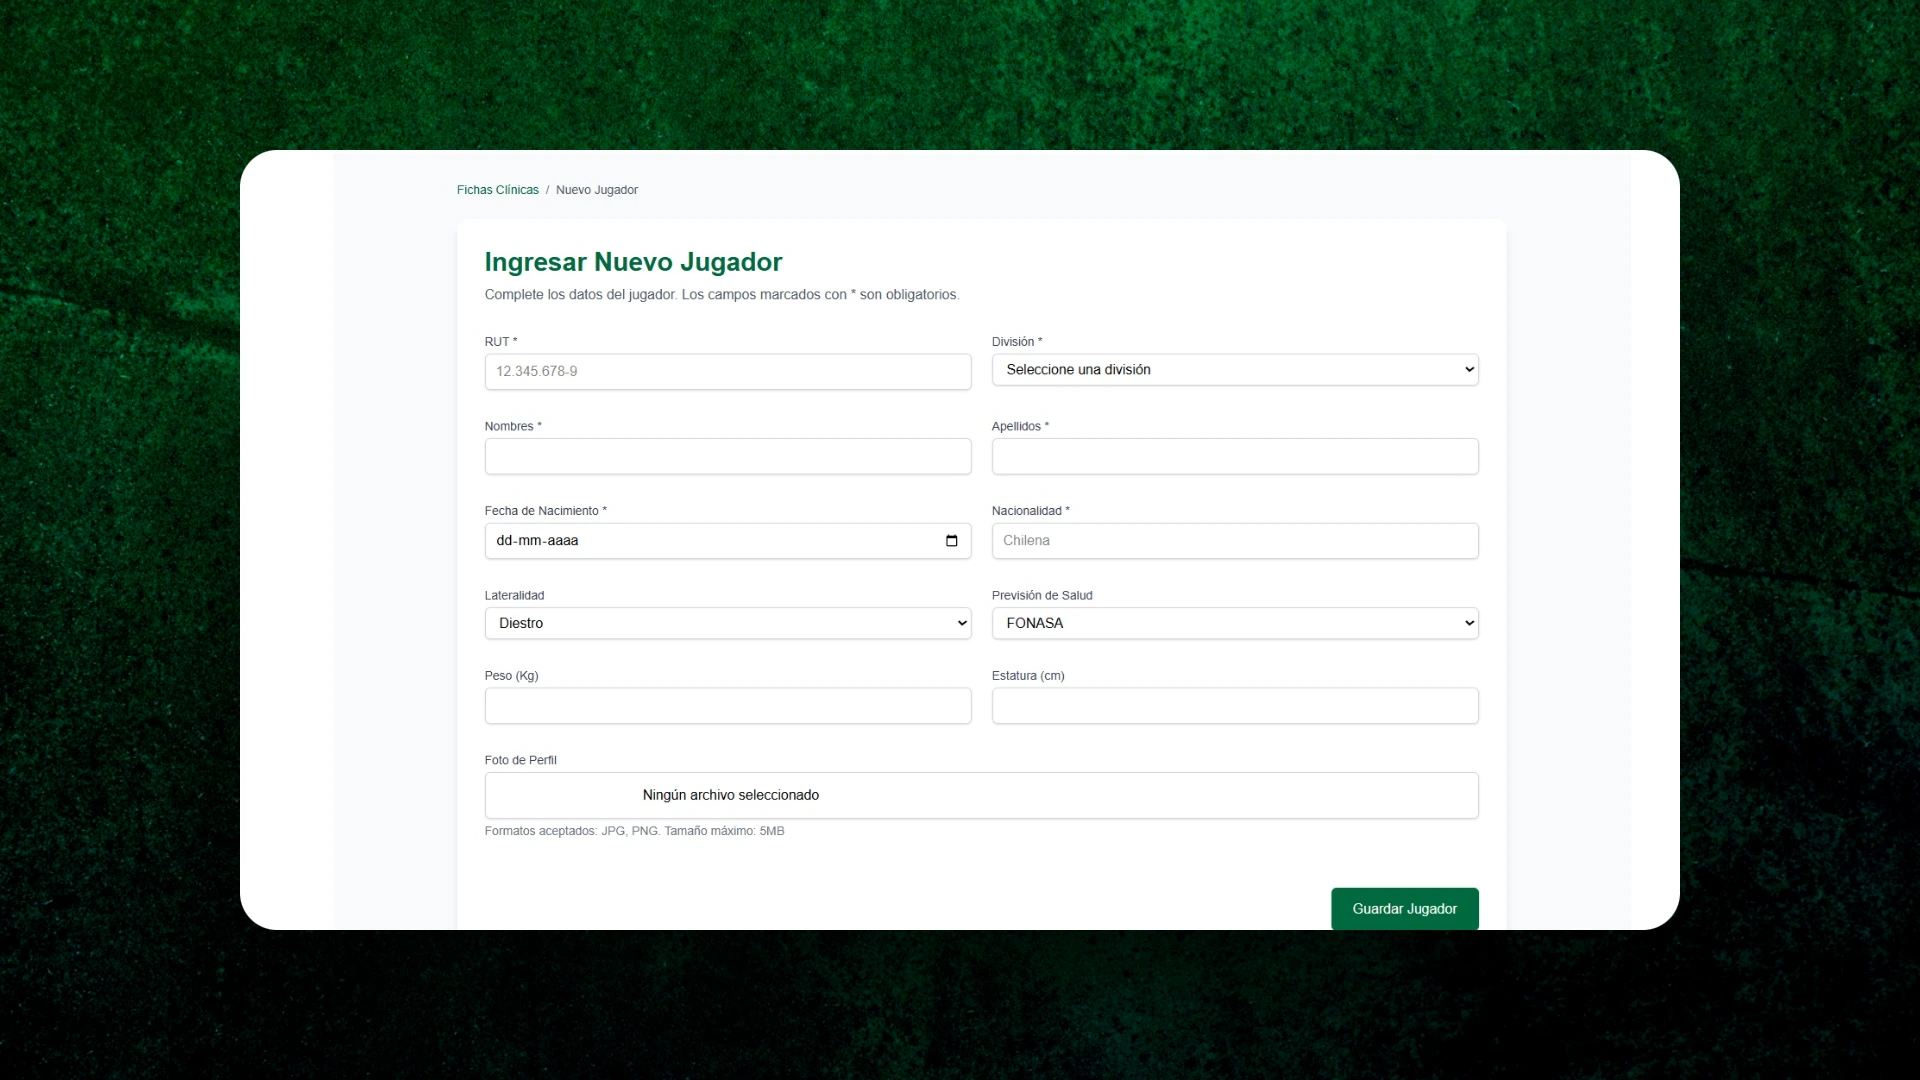 Fichas Clínicas / Nuevo Jugador
Ingresar Nuevo Jugador
Complete los datos del jugador. Los campos marcados con * son obligatorios.
RUT *
División *
12.345.678-9
Seleccione una división
Nombres *
Apellidos *
Fecha de Nacimiento *
Nacionalidad *
dd-mm-aaaa
Chilena
Lateralidad
Previsión de Salud
Diestro
FONASA
Peso (Kg)
Estatura (cm)
Foto de Perfil
Ningún archivo seleccionado
Formatos aceptados: JPG, PNG. Tamaño máximo: 5MB
Guardar Jugador